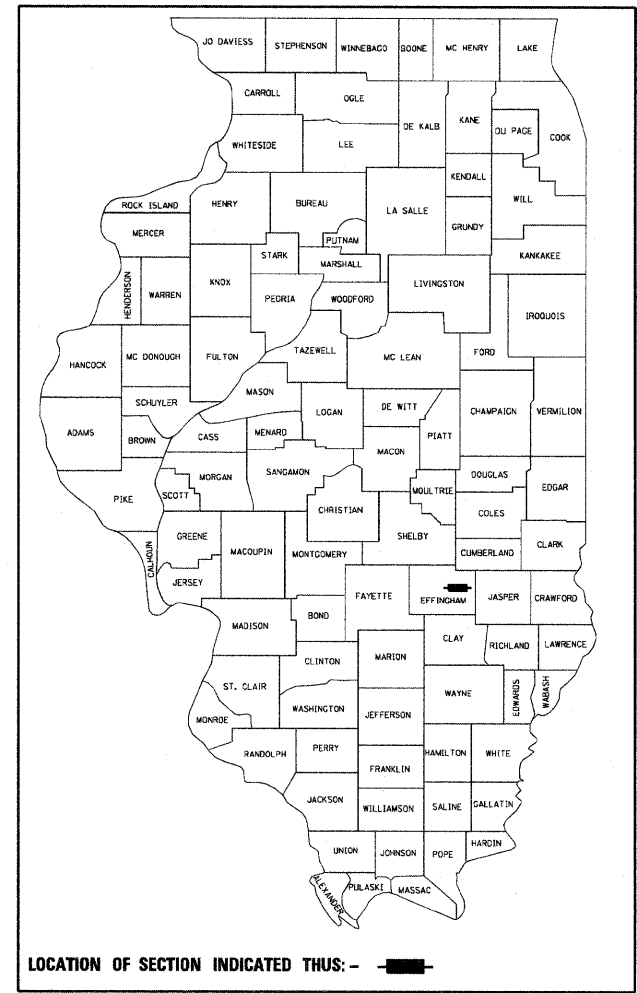 JO DAVIESS
STEPHENSON
WINNEBAGO
BOONE
MC HENRY
LAKE
CARROLL
OGLE
DE KALB
KANE
DU PAGE
COOK
WHITESIDE
LEE
KENDALL
WILL
ROCK ISLAND
HENRY
BUREAU
LA SALLE
GRUNDY
MERCER
PUTNAM
STARK
MARSHALL
KANKAKEE
HENDERSON
WARREN
KNOX
PEORIA
WOODFORD
LIVINGSTON
IROQUOIS
HANCOCK
MC DONOUGH
FULTON
TAZEWELL
MC LEAN
FORD
SCHUYLER
MASON
LOGAN
DE WITT
CHAMPAIGN
VERMILION
ADAMS
BROWN
CASS
MENARD
MACON
PIATT
PIKE
SCOTT
MORGAN
SANGAMON
CHRISTIAN
MOULTRIE
DOUGLAS
EDGAR
COLES
CALHOUN
GREENE
MACOUPIN
MONTGOMERY
SHELBY
CUMBERLAND
CLARK
JERSEY
FAYETTE
EFFINGHAM
JASPER
CRAWFORD
MADISON
BOND
CLAY
RICHLAND
LAWRENCE
CLINTON
MARION
ST. CLAIR
WAYNE
EDWARDS
WABASH
MONROE
WASHINGTON
JEFFERSON
RANDOLPH
PERRY
HAMILTON
WHITE
FRANKLIN
JACKSON
WILLIAMSON
SALINE
GALLATIN
UNION
JOHNSON
POPE
HARDIN
ALEXANDER
PULASKI
MASSAC
LOCATION OF SECTION INDICATED THUS: -